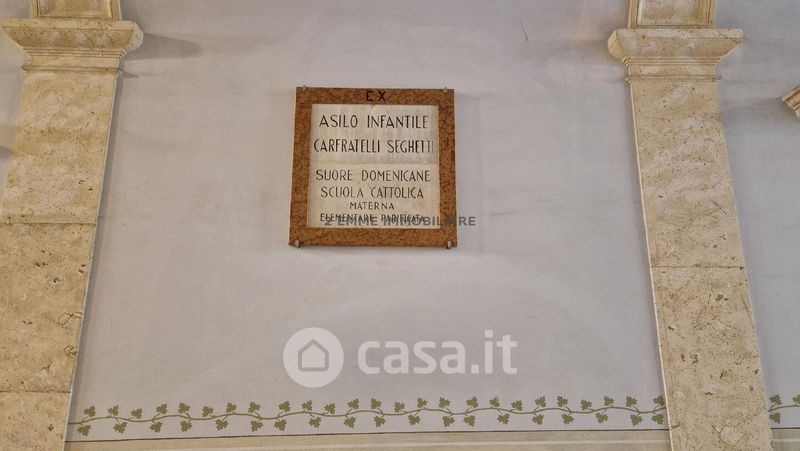 EX
ASILO INFANTILE
CARFRATELLI SEGHETTI
SUORE DOMENICANE
SCUOLA CATTOLICA
MATERNA
ELEMENTARE PARIFICATA
2 EMME IMMOBILIARE
casa.it